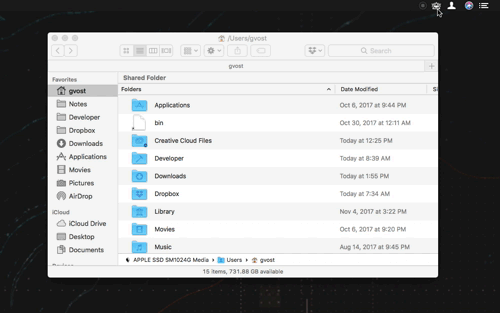 /Users/gvost
Search
gvost
Favorites
gvost
Notes
Developer
Dropbox
Downloads
Applications
Movies
Pictures
AirDrop
iCloud
iCloud Drive
Desktop
Documents
Shared Folder
Folders Date Modified
Applications Oct 6, 2017 at 9:44 PM
bin Oct 30, 2017 at 12:11 AM
Creative Cloud Files Today at 12:25 PM
Developer Today at 8:39 AM
Downloads Today at 1:55 PM
Dropbox Today at 7:34 AM
Library Nov 4, 2017 at 3:22 PM
Movies Oct 6, 2017 at 9:20 PM
Music Aug 14, 2017 at 9:45 PM
APPLE SSD SM1024G Media Users gvost
15 items, 731.88 GB available